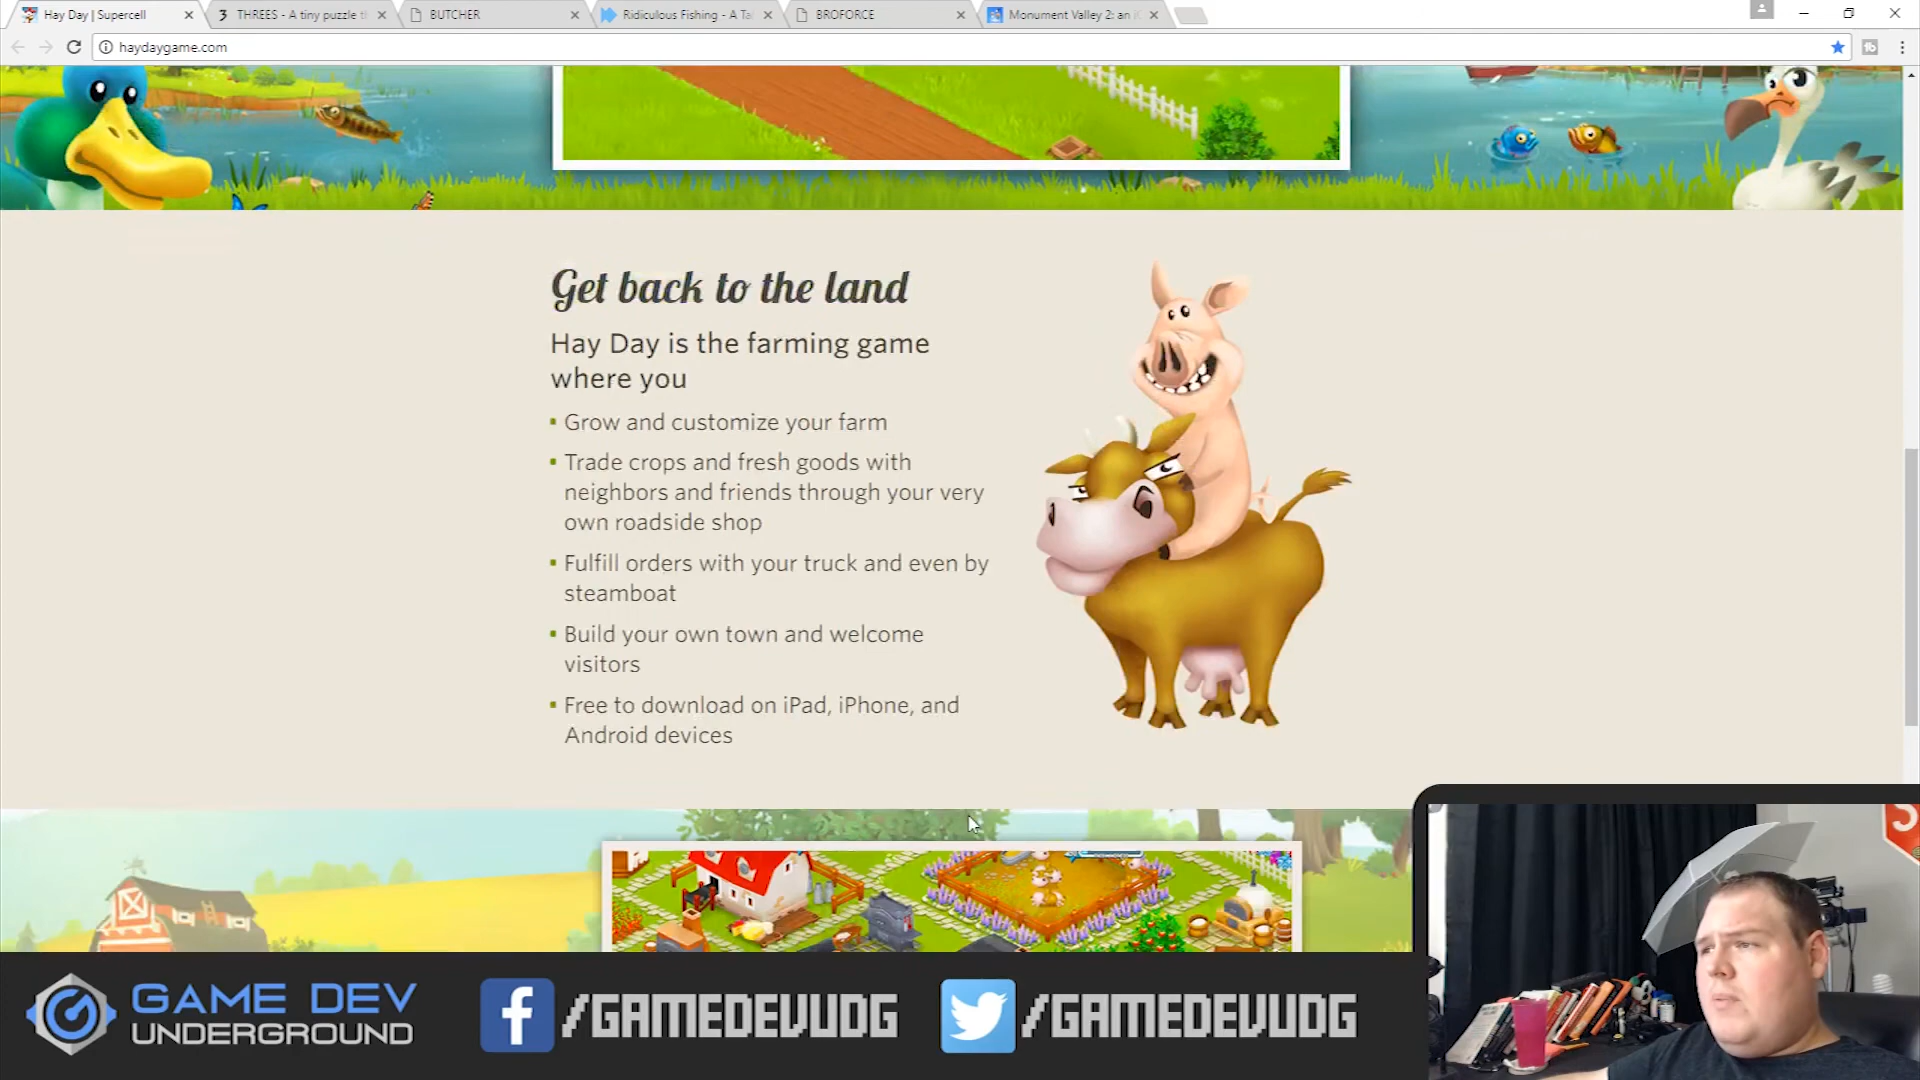 Hay Day | Supercell
THREES - A tiny puzzle t
BUTCHER
Ridiculous Fishing - A Ta
BROFORCE
Monument Valley 2: an i
haydaygame.com
Get back to the land
Hay Day is the farming game
where you
Grow and customize your farm
Trade crops and fresh goods with
neighbors and friends through your very
own roadside shop
Fulfill orders with your truck and even by
steamboat
Build your own town and welcome
visitors
Free to download on iPad, iPhone, and
Android devices
GAME DEV
UNDERGROUND
/GAMEDEVUDG
/GAMEDEVUDG